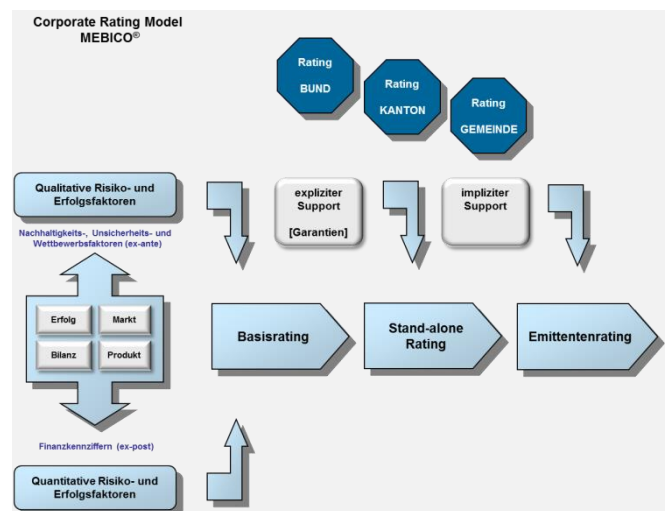 Corporate Rating Model
MEBICO®
Rating
BUND
Rating
KANTON
Rating
GEMEINDE
Qualitative Risiko- und
Erfolgsfaktoren
expliziter
Support
[Garantien]
impliziter
Support
Nachhaltigkeits-, Unsicherheits- und
Wettbewerbsfaktoren (ex-ante)
Erfolg
Markt
Bilanz
Produkt
Basisrating
Stand-alone
Rating
Emittentenrating
Finanzkennziffern (ex-post)
Quantitative Risiko- und
Erfolgsfaktoren